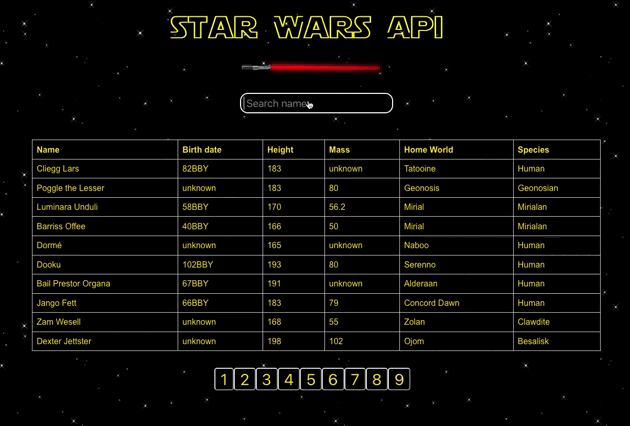 STAR WARS API
Search name
Name Birth date Height Mass Home World Species
Cliegg Lars 82BBY 183 unknown Tatooine Human
Poggle the Lesser unknown 183 80 Geonosis Geonosian
Luminara Unduli 58BBY 170 56.2 Mirial Mirialan
Barriss Offee 40BBY 166 50 Mirial Mirialan
Dormé unknown 165 unknown Naboo Human
Dooku 102BBY 193 80 Serenno Human
Bail Prestor Organa 67BBY 191 unknown Alderaan Human
Jango Fett 66BBY 183 79 Concord Dawn Human
Zam Wesell unknown 168 55 Zolan Clawdite
Dexter Jettster unknown 198 102 Ojom Besalisk
1 2 3 4 5 6 7 8 9